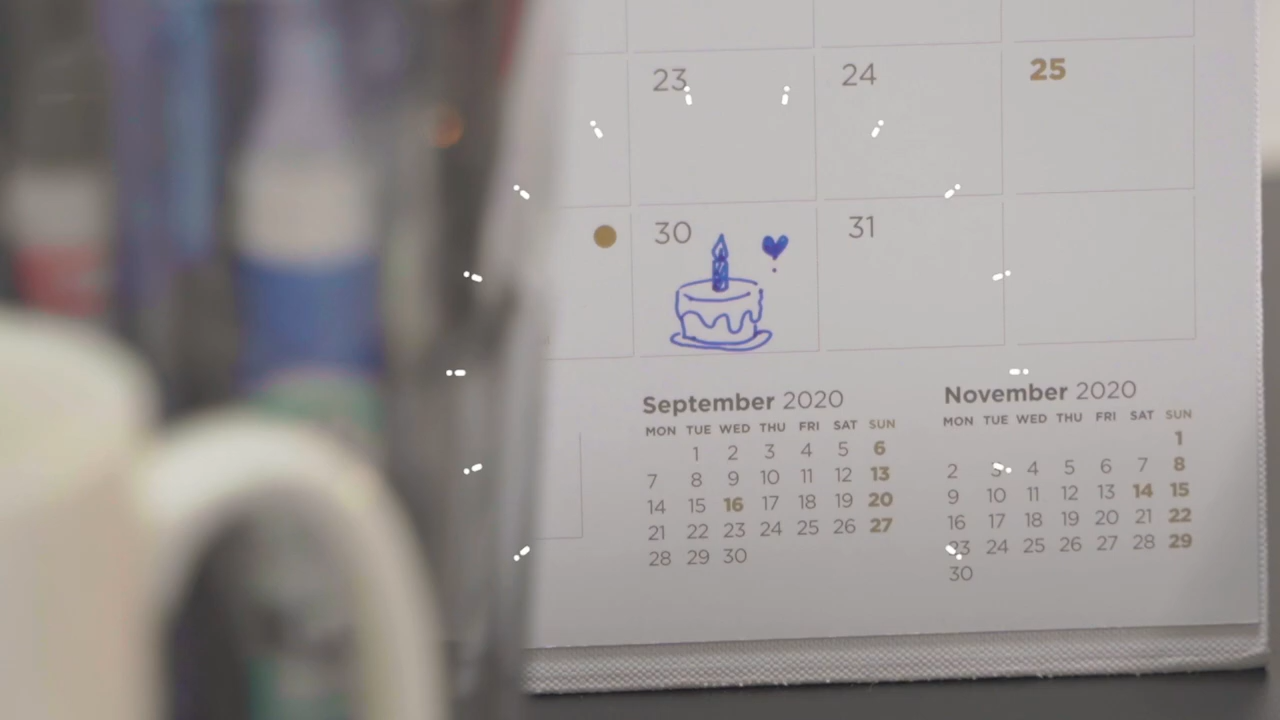 23 24 25
30 31
September 2020
MON TUE WED THU FRI SAT SUN
1 2 3 4 5 6
7 8 9 10 11 12 13
14 15 16 17 18 19 20
21 22 23 24 25 26 27
28 29 30
November 2020
MON TUE WED THU FRI SAT SUN
1
2 3 4 5 6 7 8
9 10 11 12 13 14 15
16 17 18 19 20 21 22
23 24 25 26 27 28 29
30